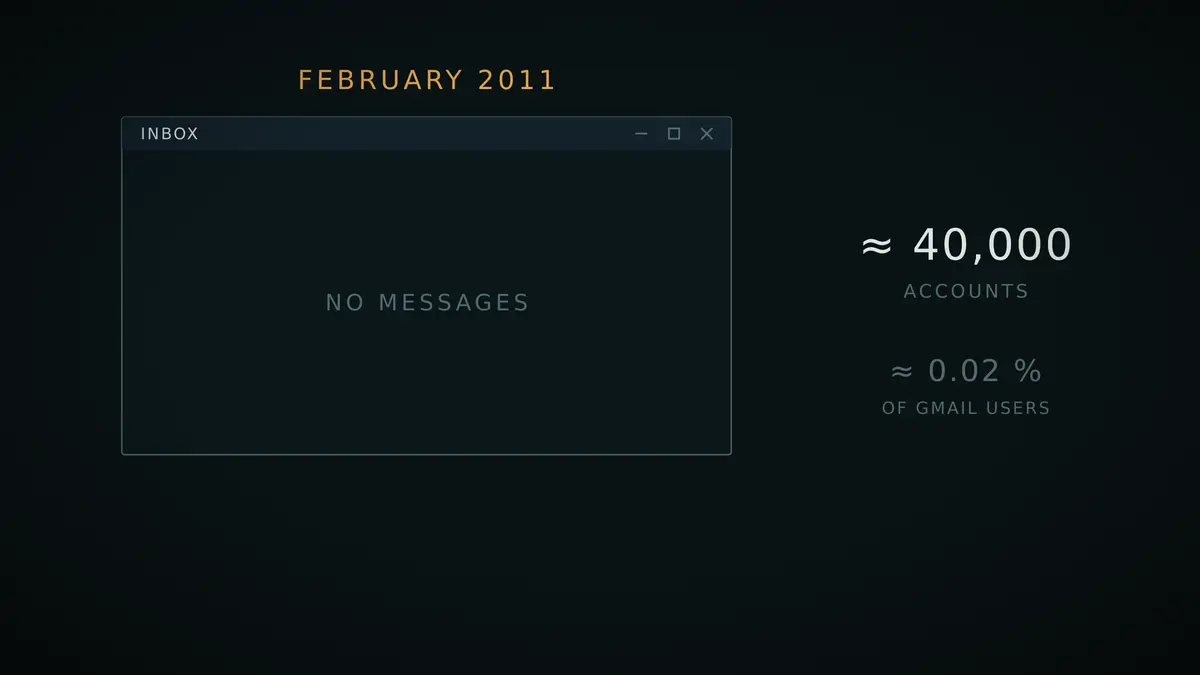 FEBRUARY 2011
INBOX
NO MESSAGES
≈ 40,000
ACCOUNTS
≈ 0.02 %
OF GMAIL USERS